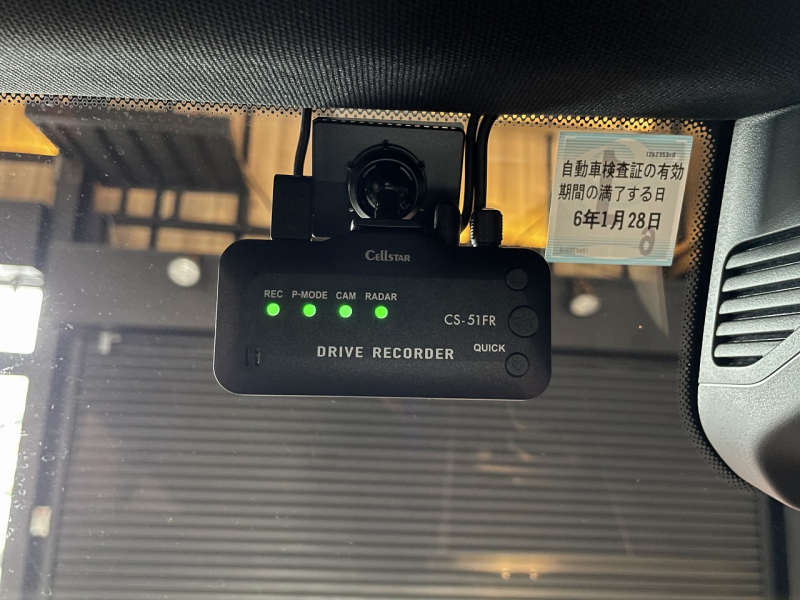 自動車検査証の有効
期間の満了する日
6年1月28日
CELLSTAR
REC P-MODE CAM RADAR
CS-51FR
DRIVE RECORDER
QUICK